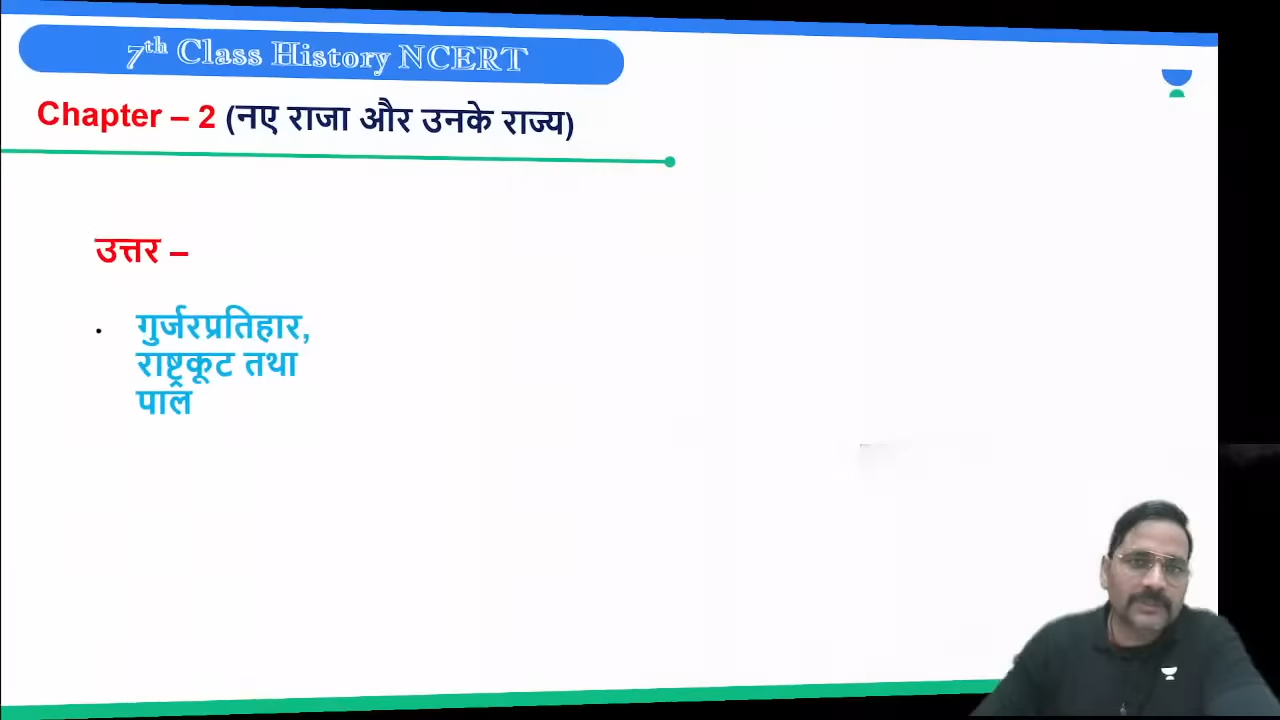 7th Class History NCERT
Chapter – 2 (नए राजा और उनके राज्य)
उत्तर –
• गुर्जरप्रतिहार,
राष्ट्रकूट तथा
पाल